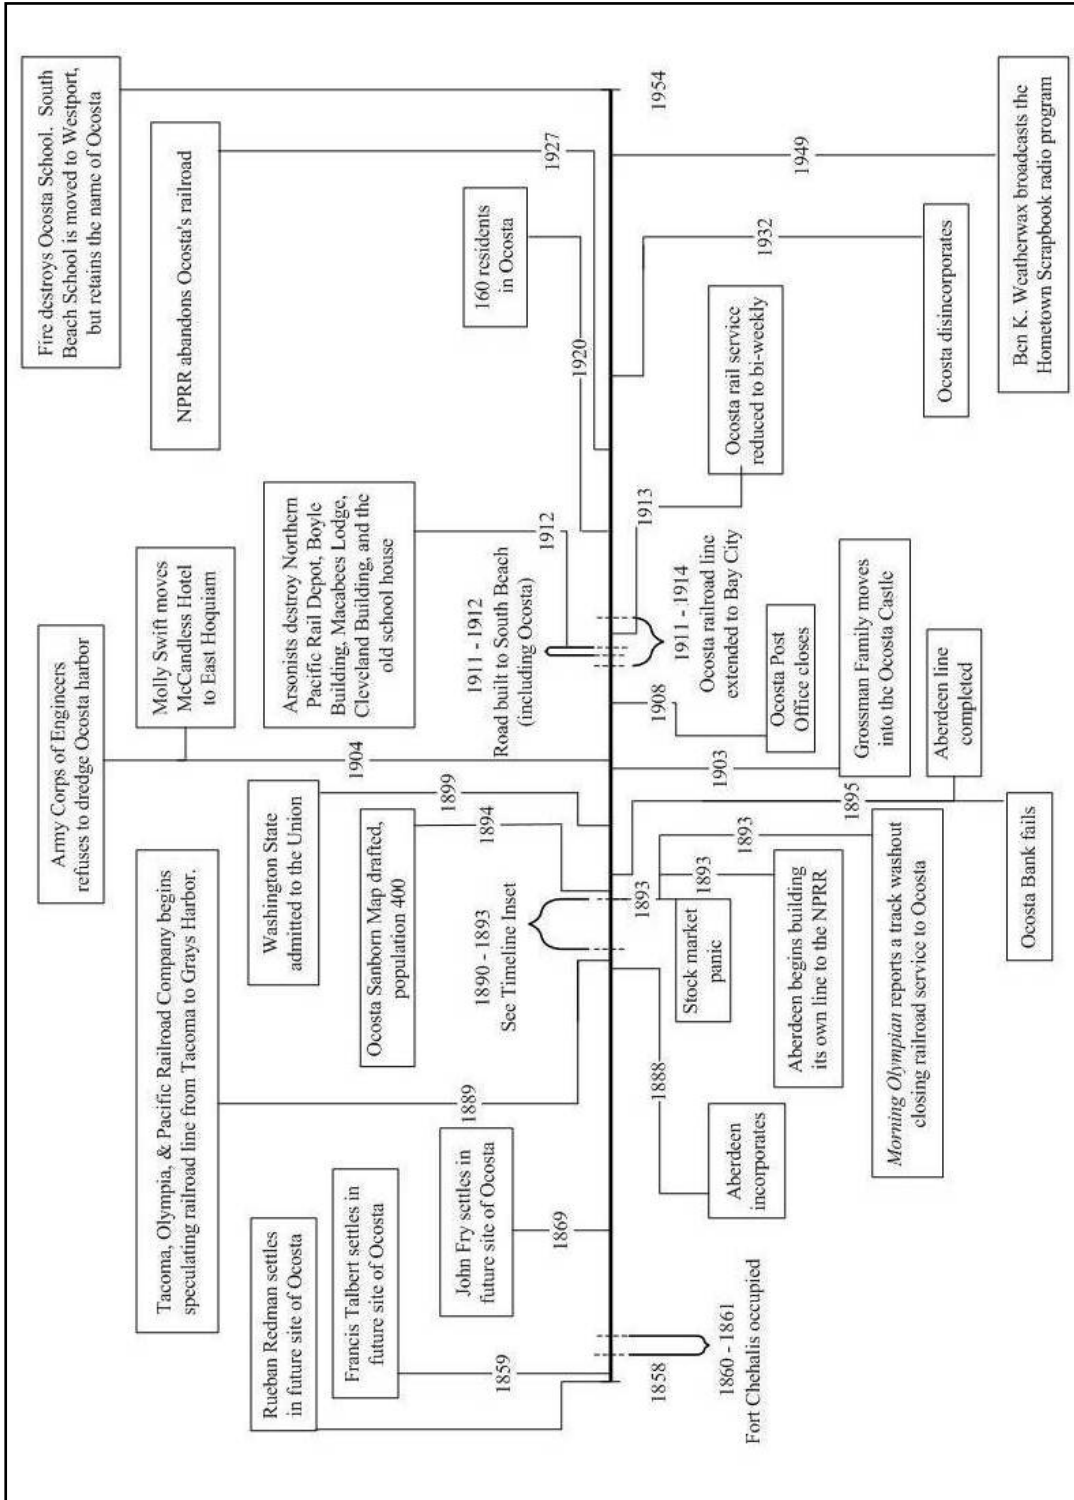 Fire destroys Ocosta School. South
Beach School is moved to Westport,
but retains the name of Ocosta
NPRR abandons Ocosta's railroad
1927
160 residents
in Ocosta
1920
1954
1949
Ben K. Weatherwax broadcasts the
Hometown Scrapbook radio program
1932
Ocosta disincorporates
Army Corps of Engineers
refuses to dredge Ocosta harbor
Molly Swift moves
McCandless Hotel
to East Hoquiam
1904
Arsonists destroy Northern
Pacific Rail Depot, Boyle
Building, Macabees Lodge,
Cleveland Building, and the
old school house
1912
1911 - 1912
Road built to South Beach
(including Ocosta)
1913
Ocosta rail service
reduced to bi-weekly
1911 - 1914
Ocosta railroad line
extended to Bay City
1908
Ocosta Post
Office closes
1903
Grossman Family moves
into the Ocosta Castle
Tacoma, Olympia, & Pacific Railroad Company begins
speculating railroad line from Tacoma to Grays Harbor.
1889
Washington State
admitted to the Union
1899
Ocosta Sanborn Map drafted,
population 400
1894
1890 - 1893
See Timeline Inset
1893
Stock market
panic
1893
Aberdeen begins building
its own line to the NPRR
1893
Morning Olympian reports a track washout
closing railroad service to Ocosta
1895
Aberdeen line
completed
Ocosta Bank fails
1888
Aberdeen
incorporates
Rueban Redman settles
in future site of Ocosta
Francis Talbert settles in
future site of Ocosta
1859
John Fry settles in
future site of Ocosta
1869
1858
1860 - 1861
Fort Chehalis occupied